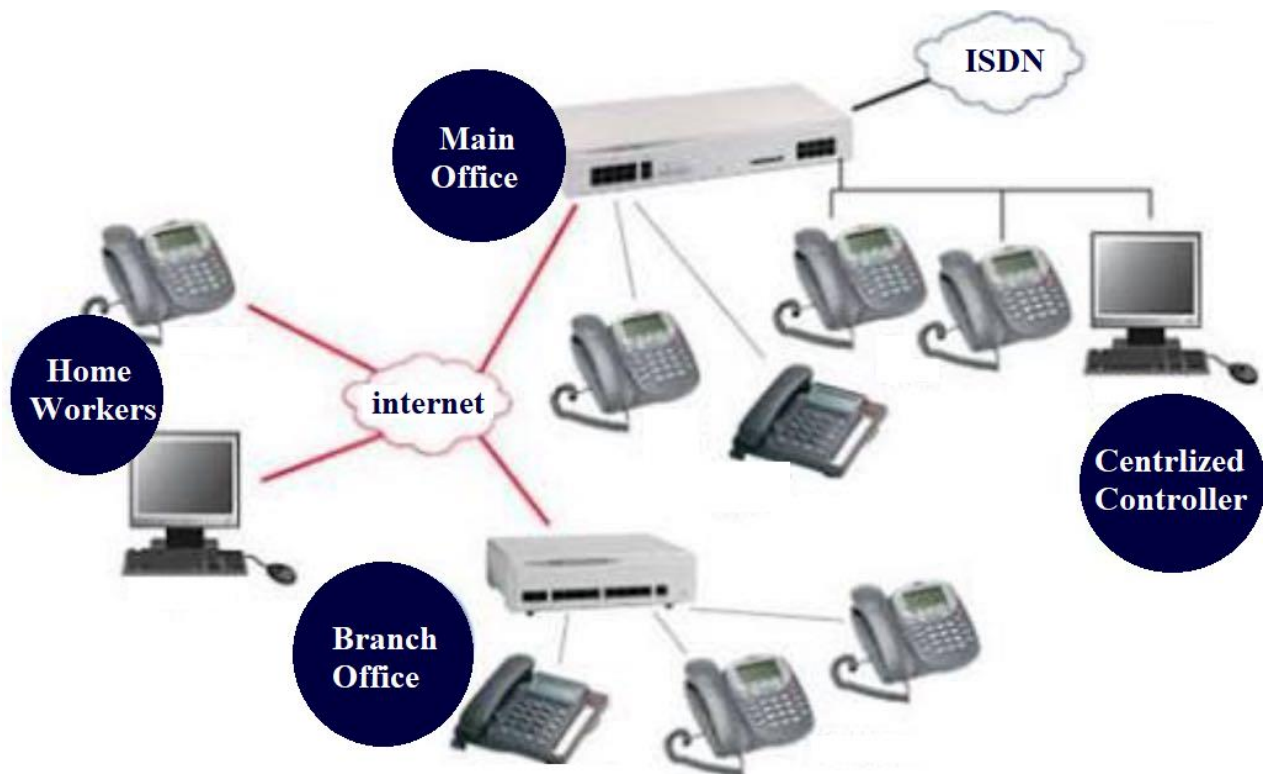 ISDN
Main
Office
Home
Workers
internet
Centrlized
Controller
Branch
Office